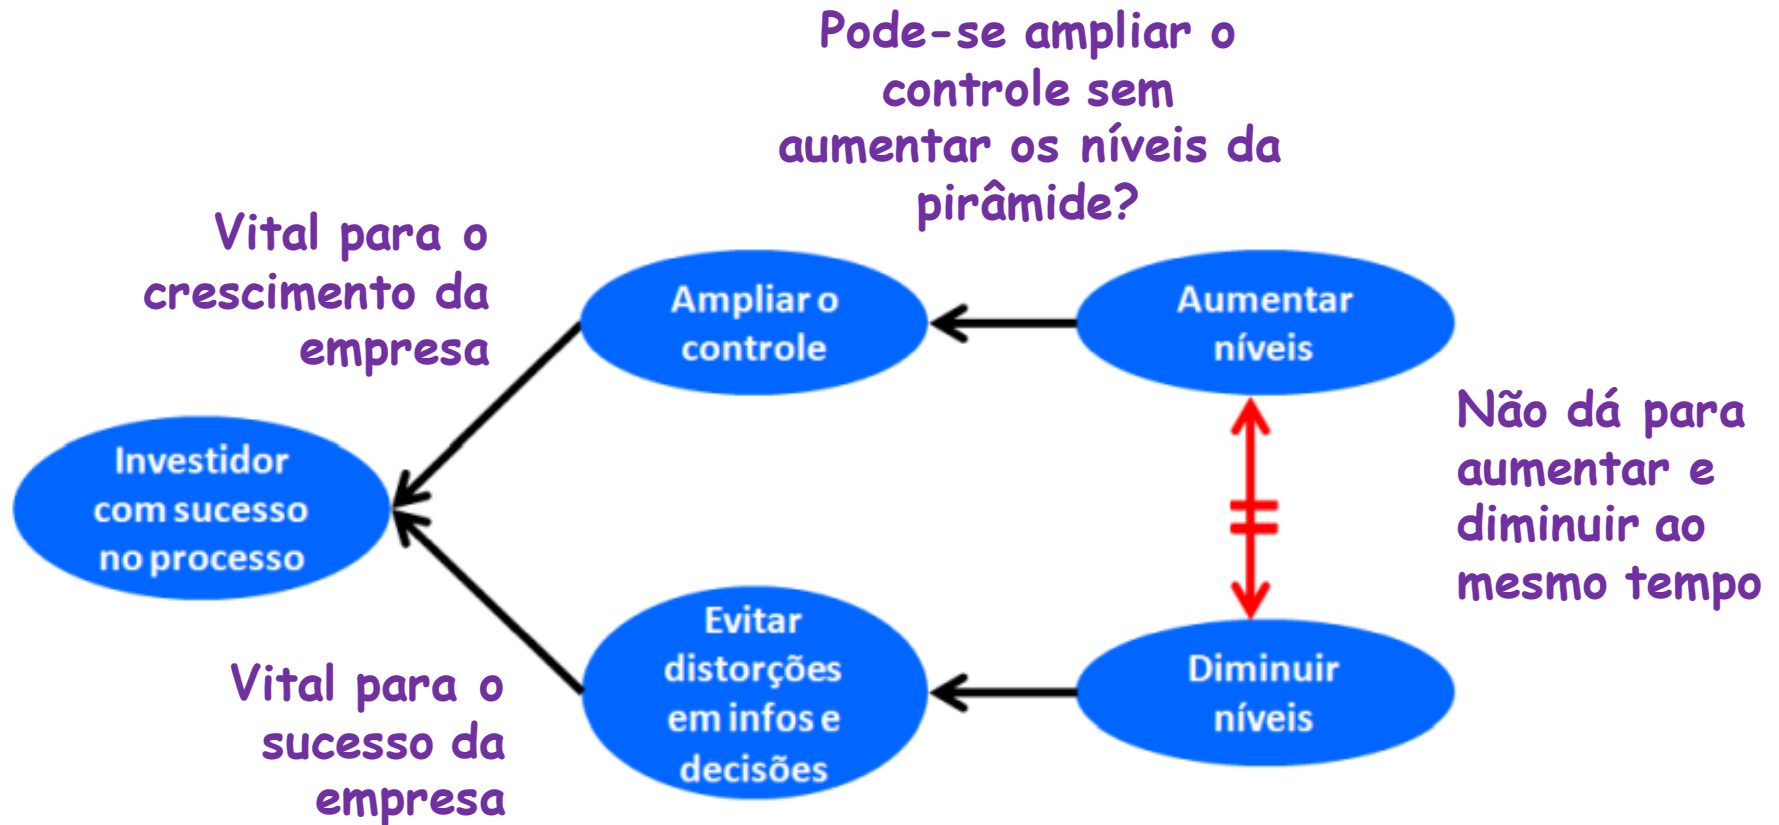 Pode-se ampliar o
controle sem
aumentar os níveis da
pirâmide?
Vital para o
crescimento da
empresa
Ampliar o
controle
Aumentar
níveis
Investidor
com sucesso
no processo
Não dá para
aumentar e
diminuir ao
mesmo tempo
Vital para o
sucesso da
empresa
Evitar
distorções
em infos e
decisões
Diminuir
níveis